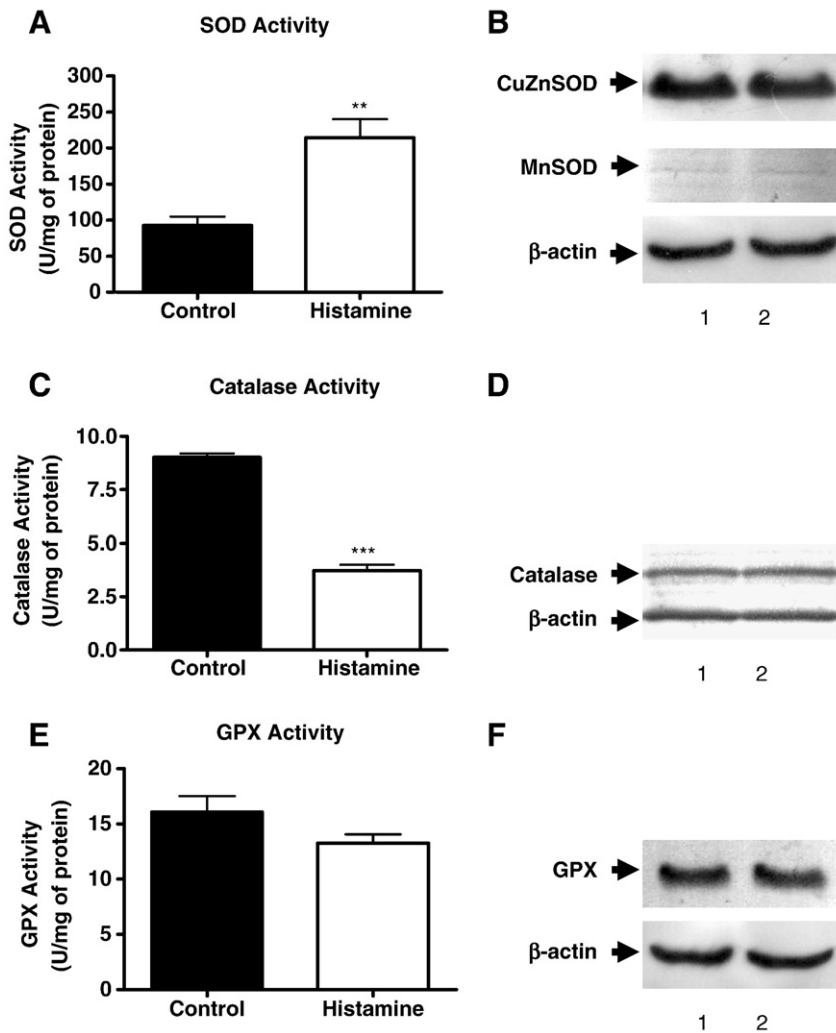 A
SOD Activity
SOD Activity
(U/mg of protein)
300
250
200
150
100
50
0
**
Control
Histamine
B
CuZnSOD
MnSOD
β-actin
1 2
C
Catalase Activity
Catalase Activity
(U/mg of protein)
10.0
7.5
5.0
2.5
0.0
***
Control
Histamine
D
Catalase
β-actin
1 2
E
GPX Activity
GPX Activity
(U/mg of protein)
20
15
10
5
0
Control
Histamine
F
GPX
β-actin
1 2